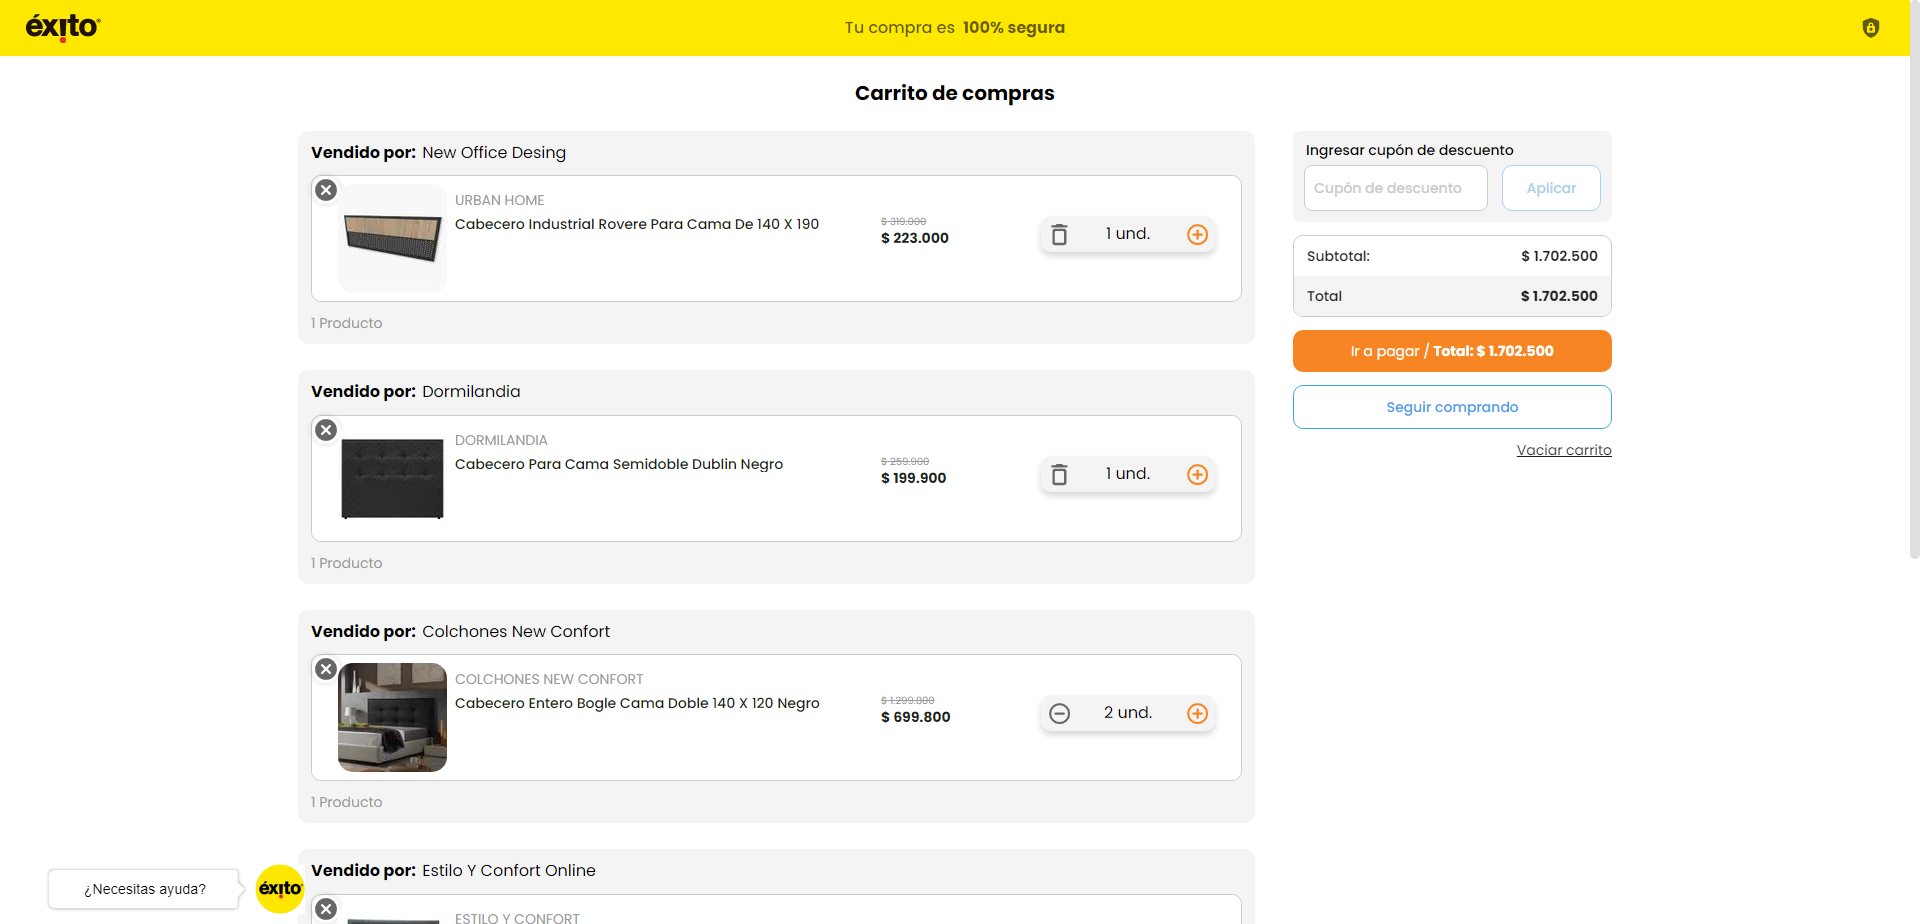 éxito
Tu compra es 100% segura
Carrito de compras
Vendido por: New Office Desing
URBAN HOME
Cabecero Industrial Rovere Para Cama De 140 X 190
$ 319.000
$ 223.000
1 und.
1 Producto
Vendido por: Dormilandia
DORMILANDIA
Cabecero Para Cama Semidoble Dublin Negro
$ 259.900
$ 199.900
1 und.
1 Producto
Vendido por: Colchones New Confort
COLCHONES NEW CONFORT
Cabecero Entero Bogle Cama Doble 140 X 120 Negro
$ 1.299.800
$ 699.800
2 und.
1 Producto
Vendido por: Estilo Y Confort Online
ESTILO Y CONFORT
Ingresar cupón de descuento
Cupón de descuento
Aplicar
Subtotal: $ 1.702.500
Total $ 1.702.500
Ir a pagar / Total: $ 1.702.500
Seguir comprando
Vaciar carrito
¿Necesitas ayuda?
éxito